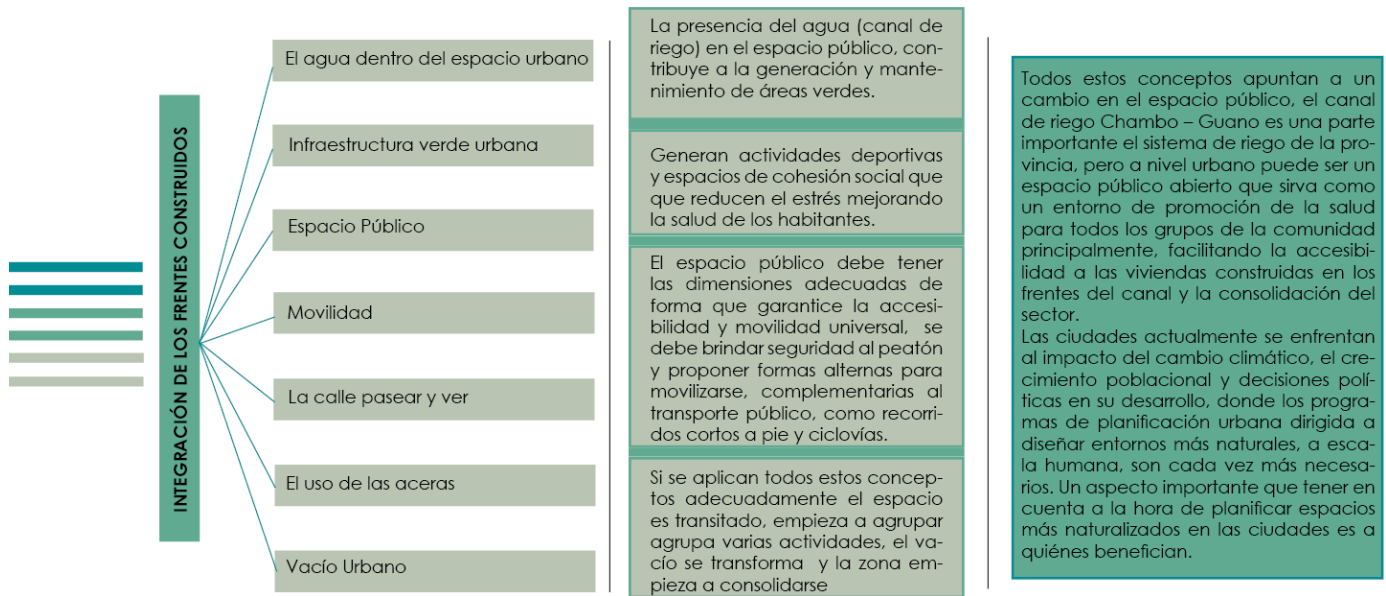 INTEGRACIÓN DE LOS FRENTES CONSTRUIDOS
El agua dentro del espacio urbano
Infraestructura verde urbana
Espacio Público
Movilidad
La calle pasear y ver
El uso de las aceras
Vacío Urbano
La presencia del agua (canal de
riego) en el espacio público, con-
tribuye a la generación y mante-
nimiento de áreas verdes.
Generan actividades deportivas
y espacios de cohesión social que
que reducen el estrés mejorando
la salud de los habitantes.
El espacio público debe tener
las dimensiones adecuadas de
forma que garantice la accesi-
bilidad y movilidad universal, se
debe brindar seguridad al peatón
y proponer formas alternas para
movilizarse, complementarias al
transporte público, como recorri-
dos cortos a pie y ciclovías.
Si se aplican todos estos concep-
tos adecuadamente el espacio
es transitado, empieza a agrupar
agrupa varias actividades, el va-
cío se transforma y la zona em-
pieza a consolidarse
Todos estos conceptos apuntan a un
cambio en el espacio público, el canal
de riego Chambo – Guano es una parte
importante el sistema de riego de la pro-
vincia, pero a nivel urbano puede ser un
espacio público abierto que sirva como
un entorno de promoción de la salud
para todos los grupos de la comunidad
principalmente, facilitando la accesibi-
lidad a las viviendas construidas en los
frentes del canal y la consolidación del
sector.
Las ciudades actualmente se enfrentan
al impacto del cambio climático, el cre-
cimiento poblacional y decisiones polí-
ticas en su desarrollo, donde los progra-
mas de planificación urbana dirigida a
diseñar entornos más naturales, a esca-
la humana, son cada vez más necesa-
rios. Un aspecto importante que tener en
cuenta a la hora de planificar espacios
más naturalizados en las ciudades es a
quiénes benefician.